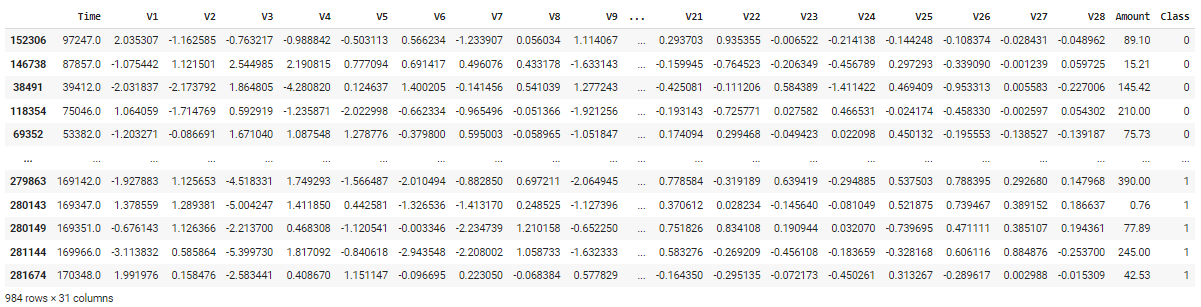 Time V1 V2 V3 V4 V5 V6 V7 V8 V9 ... V21 V22 V23 V24 V25 V26 V27 V28 Amount Class
152306 97247.0 2.035307 -1.162585 -0.763217 -0.988842 -0.503113 0.566234 -1.233907 0.056034 1.114067 ... 0.293703 0.935355 -0.006522 -0.214138 -0.144248 -0.108374 -0.028431 -0.048962 89.10 0
146738 87857.0 -1.075442 1.121501 2.544985 2.190815 0.777094 0.691417 0.496076 0.433178 -1.633143 ... -0.159945 -0.564723 -0.206349 -0.456789 0.297293 -0.339090 -0.001239 0.059725 15.21 0
38491 39412.0 -2.031837 -2.173792 1.864805 -4.280820 0.124637 1.400205 -0.141456 0.541039 1.277243 ... -0.425081 -0.111206 0.584389 -1.411422 0.469409 -0.953313 0.005583 -0.227006 145.42 0
118354 75046.0 1.064059 -1.714769 0.592919 -1.235871 -2.022998 -0.662334 -0.965496 -0.051366 -1.921256 ... -0.193143 -0.725771 0.027582 0.466531 -0.024174 -0.458330 -0.002597 0.054302 210.00 0
69352 53382.0 -1.203271 -0.086691 1.671040 1.087548 1.278776 -0.379800 0.595003 -0.058965 -1.051847 ... 0.174094 0.299468 -0.049423 0.022098 0.450132 -0.195553 -0.138527 -0.139187 75.73 0
... ... ... ... ... ... ... ... ... ... ... ... ... ... ... ... ... ... ... ... ... ...
279863 169142.0 -1.927883 1.125653 -4.518331 1.749293 -1.566487 -2.010494 -0.882850 0.697211 -2.064945 ... 0.778584 -0.319189 0.639419 -0.294885 0.537503 0.788395 0.292680 0.147968 390.00 1
280143 169347.0 1.378559 1.289381 -5.004247 1.411850 0.442581 -1.326536 -1.413170 0.248525 -1.127396 ... 0.370612 0.028234 -0.145640 -0.081049 0.521875 0.739467 0.389152 0.186637 0.76 1
280149 169351.0 -0.676143 1.126366 -2.213700 0.468308 -1.120541 -0.003346 -2.234739 1.210158 -0.652250 ... 0.751826 0.834108 0.190944 0.032070 -0.739695 0.471111 0.385107 0.194361 77.89 1
281144 169966.0 -3.113832 0.585864 -5.399730 1.817092 -0.840618 -2.943548 -2.208002 1.058733 -1.632333 ... 0.583276 -0.269209 -0.456108 -0.183659 -0.328168 0.606116 0.884876 -0.253700 245.00 1
281674 170348.0 1.991976 0.158476 -2.583441 0.408670 1.151147 -0.096695 0.223050 -0.068384 0.577829 ... -0.164350 -0.295135 -0.072173 -0.450261 0.313267 -0.289617 0.002988 -0.015309 42.53 1
984 rows × 31 columns